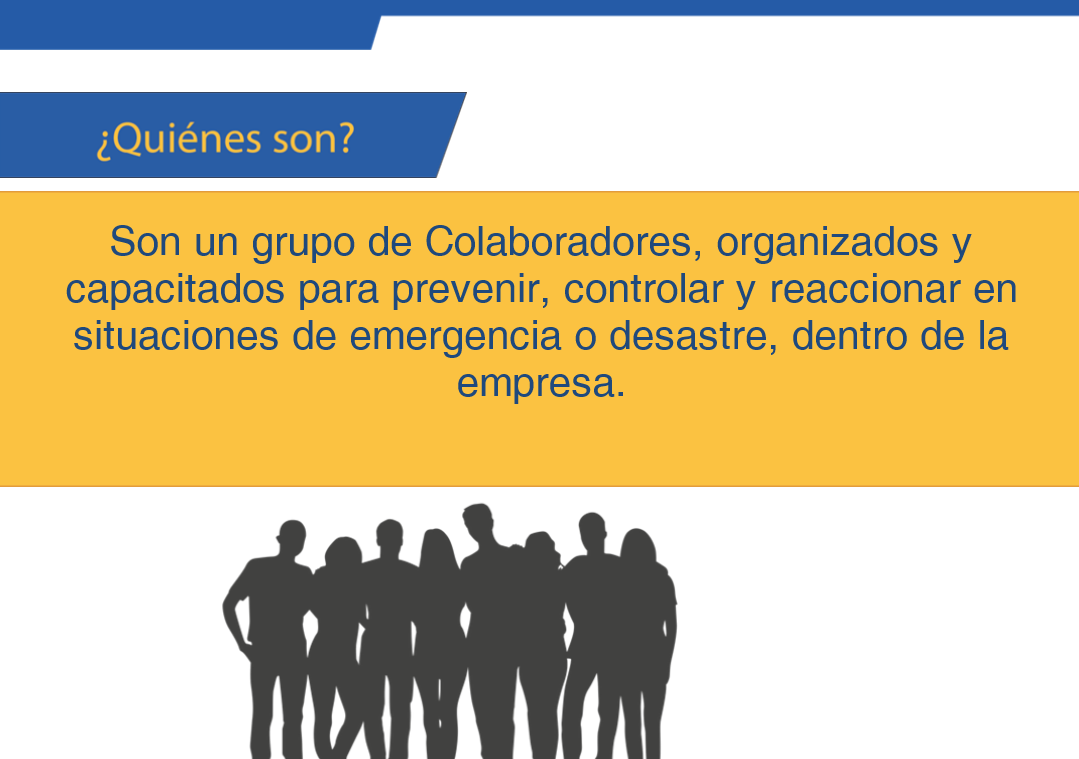 ¿Quiénes son?
Son un grupo de Colaboradores, organizados y
capacitados para prevenir, controlar y reaccionar en
situaciones de emergencia o desastre, dentro de la
empresa.